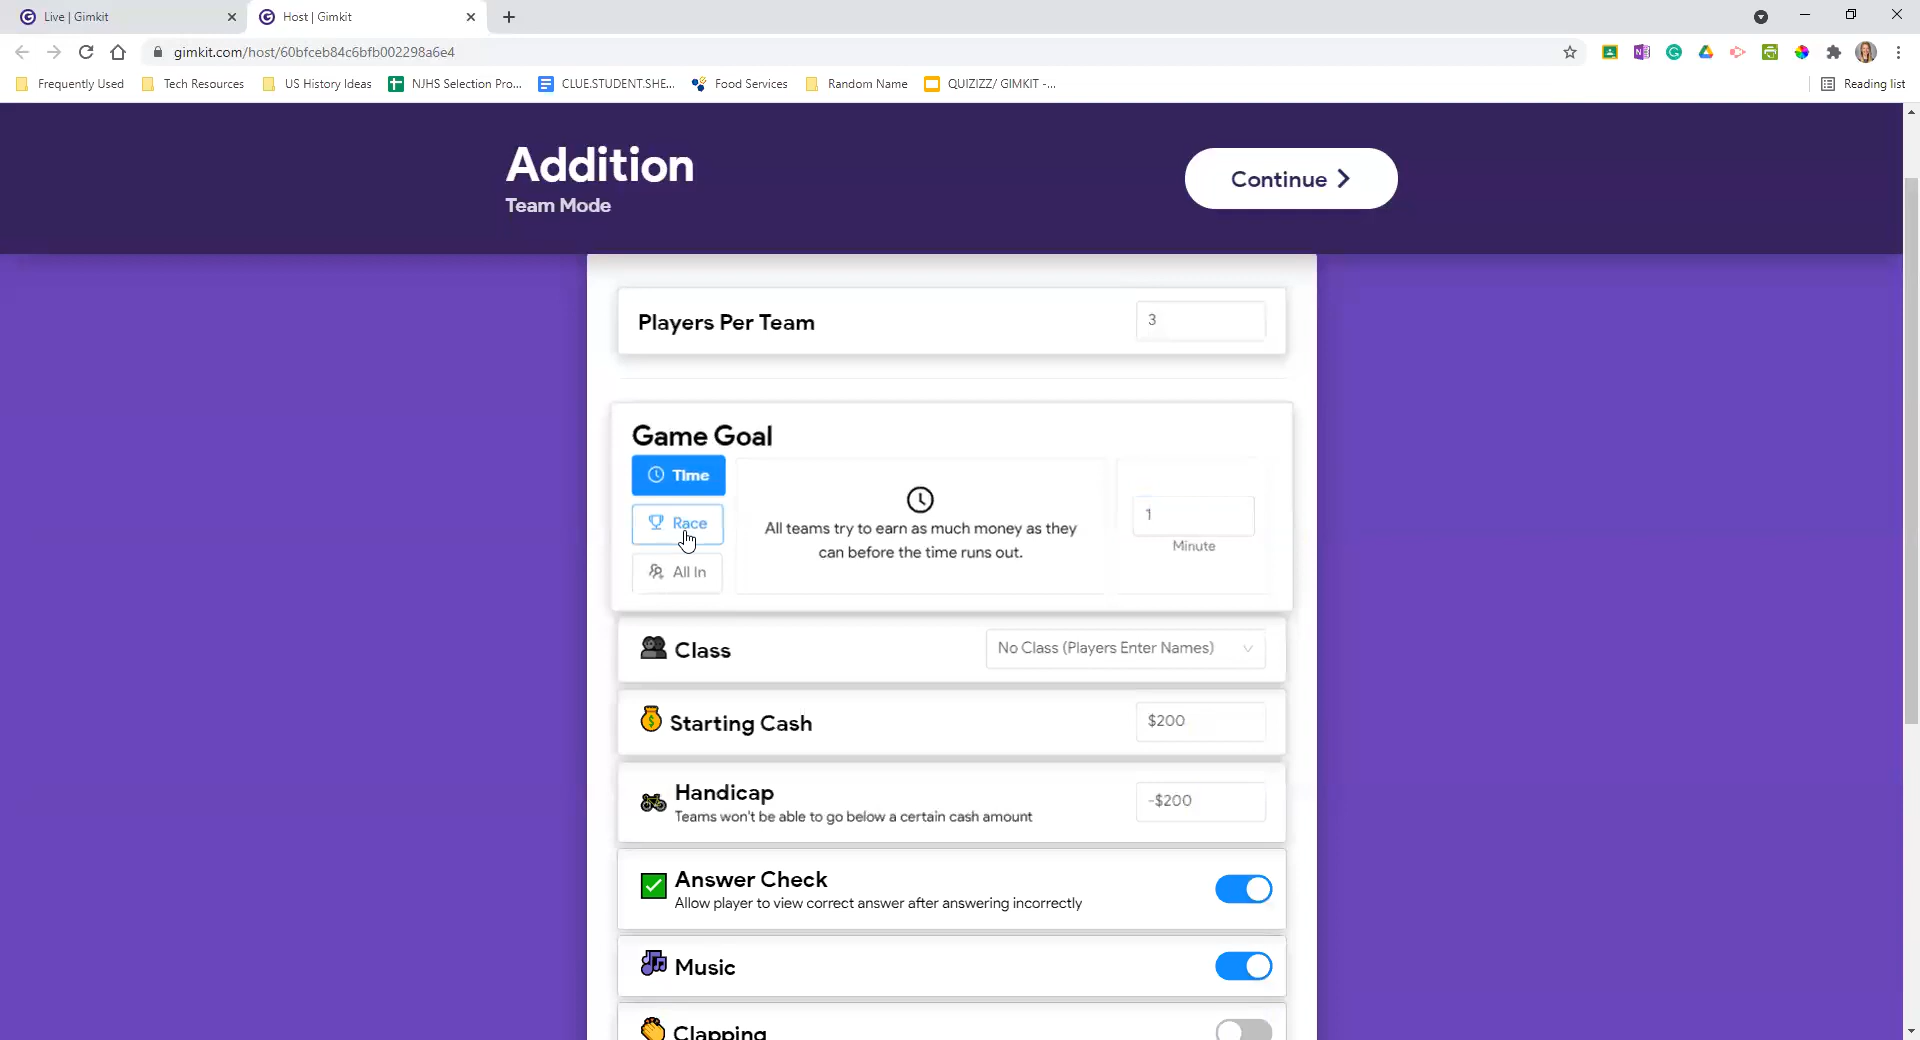 Live | Gimkit
Host | Gimkit
gimkit.com/host/60bfceb84c6bfb002298a6e4
Frequently Used
Tech Resources
US History Ideas
NJHS Selection Pro...
CLUE.STUDENT.SHE...
Food Services
Random Name
QUIZIZZ/ GIMKIT -...
Reading list
Addition
Team Mode
Continue
Players Per Team
3
Game Goal
Time
Race
All In
All teams try to earn as much money as they
can before the time runs out.
1
Minute
Class
No Class (Players Enter Names)
Starting Cash
$200
Handicap
Teams won't be able to go below a certain cash amount
-$200
Answer Check
Allow player to view correct answer after answering incorrectly
Music
Clapping